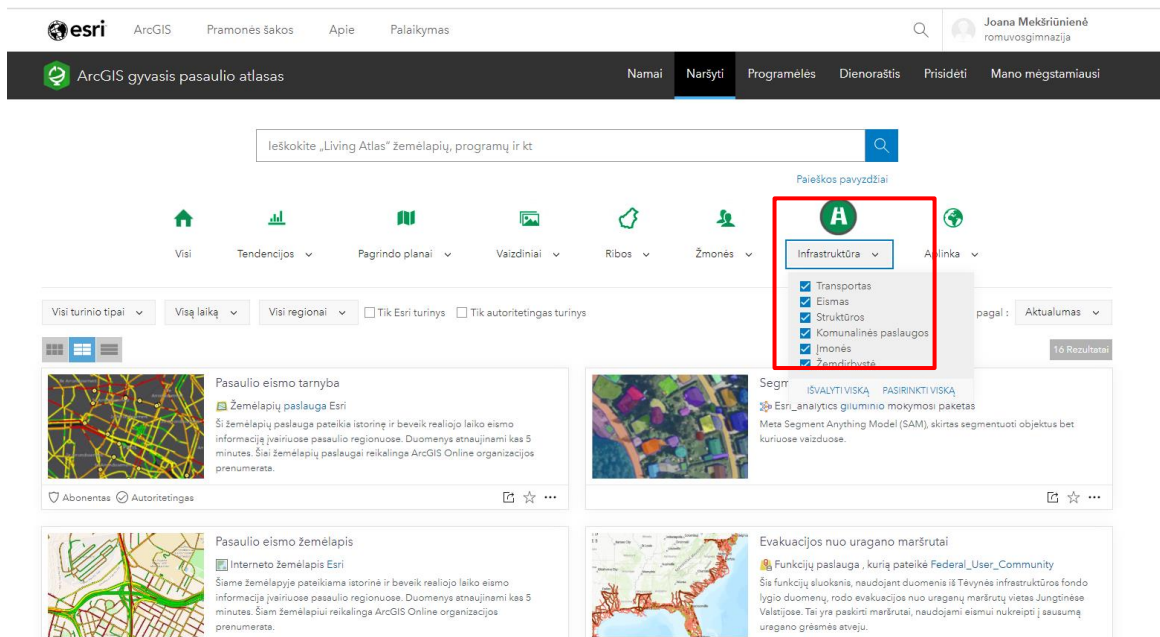 esri
ArcGIS
Pramonės šakos
Apie
Palaikymas
Joana Mekšriūnienė
romuvosgimnazija
ArcGIS gyvasis pasaulio atlasas
Namai
Naršyti
Programėlės
Dienoraštis
Prisidėti
Mano mėgstamiausi
Ieškokite „Living Atlas“ žemėlapių, programų ir kt
Paieškos pavyzdžiai
Visi
Tendencijos
Pagrindo planai
Vaizdiniai
Ribos
Žmonės
Infrastruktūra
Aplinka
Transportas
Eismas
Struktūros
Komunalinės paslaugos
Įmonės
Žemdirbystė
IŠVALYTI VISKĄ PASIRINKTI VISKĄ
Visi turinio tipai
Visą laiką
Visi regionai
Tik Esri turinys
Tik autoritetingas turinys
pagal :
Aktualumas
16 Rezultatai
Pasaulio eismo tarnyba
Žemėlapių paslauga Esri
Ši žemėlapių paslauga pateikia istorinę ir beveik realiojo laiko eismo
informaciją įvairiuose pasaulio regionuose. Duomenys atnaujinami kas 5
minutes. Šiai žemėlapių paslaugai reikalinga ArcGIS Online organizacijos
prenumerata.
Abonentas
Autoritetingas
Segm
Esri_analytics giluminio mokymosi paketas
Meta Segment Anything Model (SAM), skirtas segmentuoti objektus bet
kuriuose vaizduose.
Pasaulio eismo žemėlapis
Interneto žemėlapis Esri
Šiame žemėlapyje pateikiama istorinė ir beveik realiojo laiko eismo
informacija įvairiuose pasaulio regionuose. Duomenys atnaujinami kas 5
minutes. Šiam žemėlapiui reikalinga ArcGIS Online organizacijos
prenumerata.
Evakuacijos nuo uragano maršrutai
Funkcijų paslauga , kurią pateikė Federal_User_Community
Šis funkcijų sluoksnis, naudojant duomenis iš Tėvynės infrastruktūros fondo
lygio duomenų, rodo evakuacijos nuo uraganų maršrutų vietas Jungtinėse
Valstijose. Tai yra paskirti maršrutai, naudojami eismui nukreipti į sausumą
uragano grėsmės atveju.